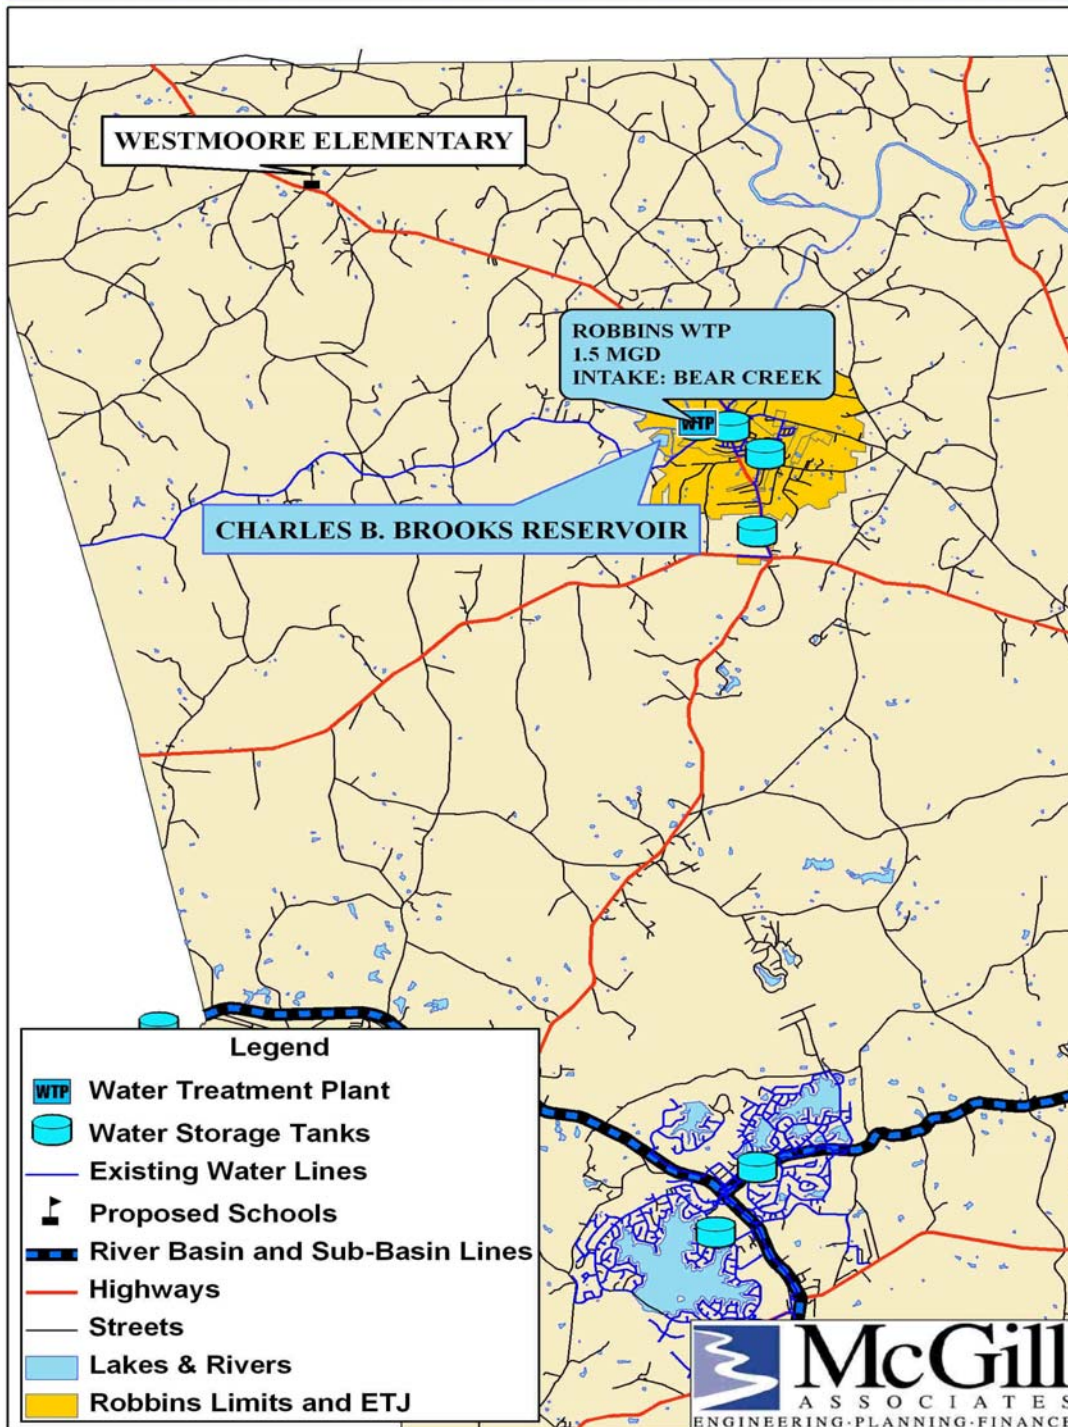 WESTMOORE ELEMENTARY
ROBBINS WTP
1.5 MGD
INTAKE: BEAR CREEK
WTP
CHARLES B. BROOKS RESERVOIR
Legend
WTP Water Treatment Plant
Water Storage Tanks
Existing Water Lines
Proposed Schools
River Basin and Sub-Basin Lines
Highways
Streets
Lakes & Rivers
Robbins Limits and ETJ
McGill
ASSOCIATES
ENGINEERING·PLANNING·FINANCE